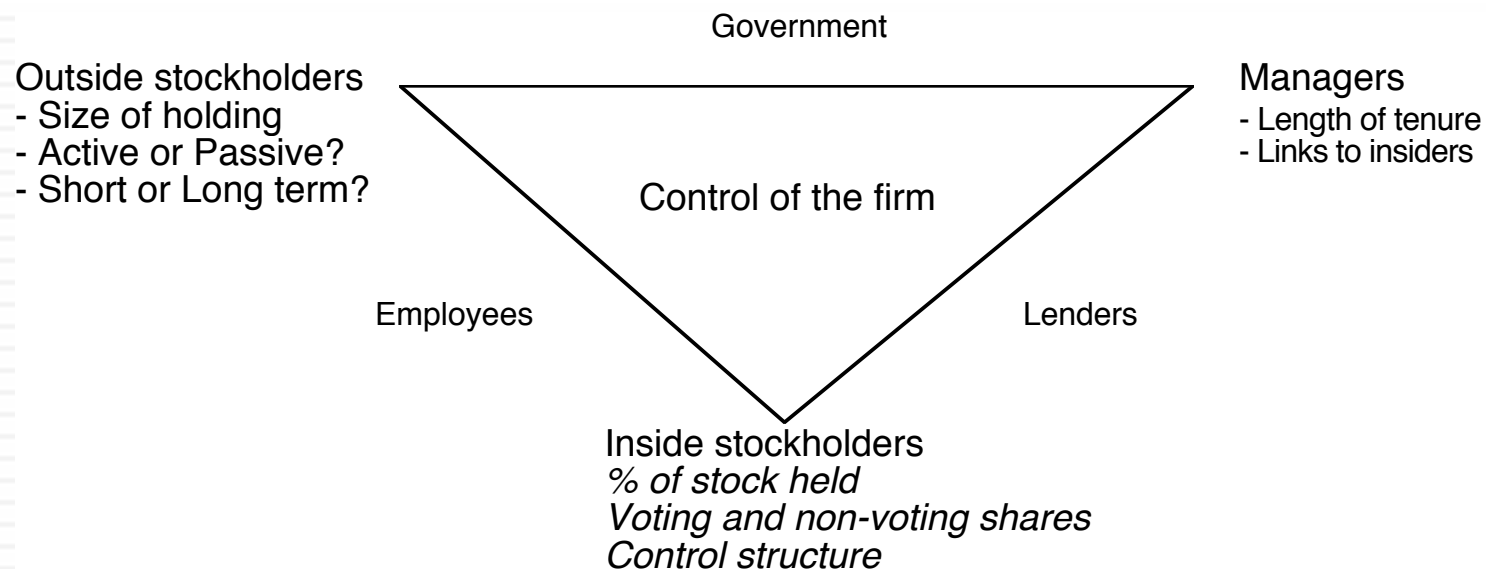 Government
Outside stockholders
- Size of holding
- Active or Passive?
- Short or Long term?
Managers
- Length of tenure
- Links to insiders
Control of the firm
Employees
Lenders
Inside stockholders
% of stock held
Voting and non-voting shares
Control structure